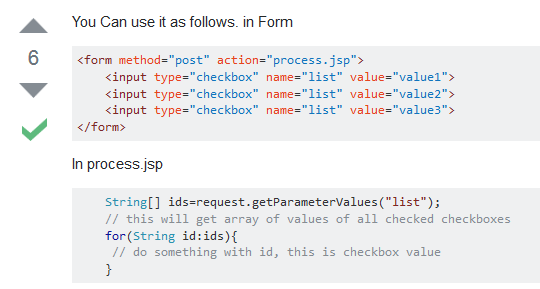 You Can use it as follows. in Form
6
<form method="post" action="process.jsp">
<input type="checkbox" name="list" value="value1">
<input type="checkbox" name="list" value="value2">
<input type="checkbox" name="list" value="value3">
</form>
In process.jsp
String[] ids=request.getParameterValues("list");
// this will get array of values of all checked checkboxes
for(String id:ids){
// do something with id, this is checkbox value
}